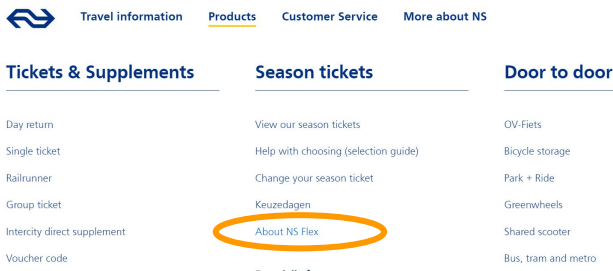 Travel information Products Customer Service More about NS
Tickets & Supplements
Day return
Single ticket
Railrunner
Group ticket
Intercity direct supplement
Voucher code
Season tickets
View our season tickets
Help with choosing (selection guide)
Change your season ticket
Keuzedagen
About NS Flex
Door to door
OV-Fiets
Bicycle storage
Park + Ride
Greenwheels
Shared scooter
Bus, tram and metro